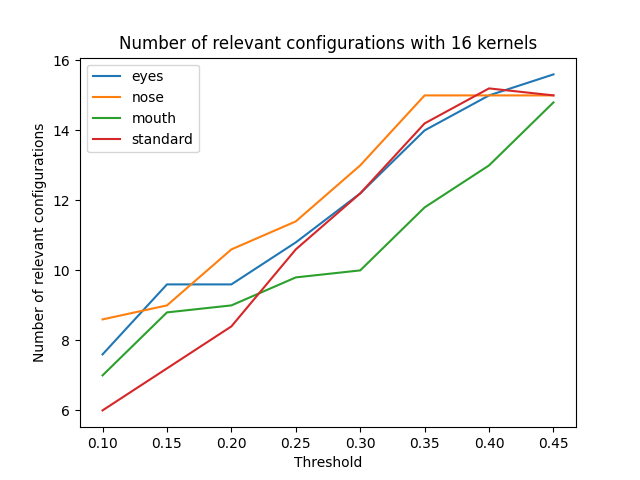 Number of relevant configurations with 16 kernels
eyes
nose
mouth
standard
Number of relevant configurations
16
14
12
10
8
6
0.10 0.15 0.20 0.25 0.30 0.35 0.40 0.45
Threshold